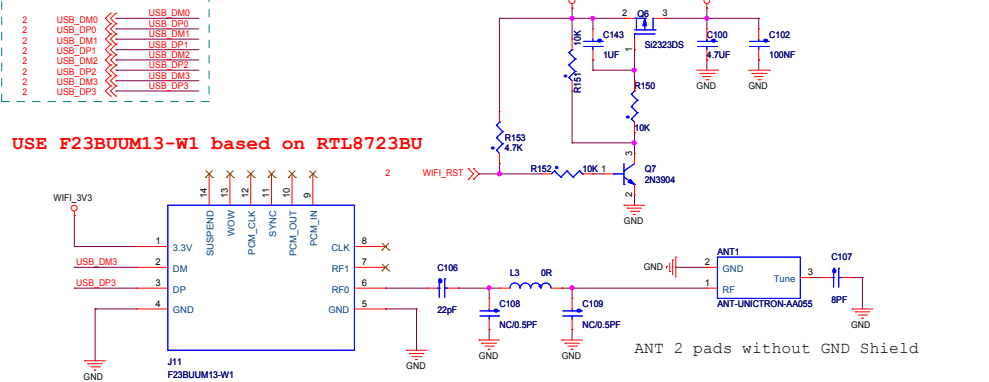 2 USB_DM0 USB_DM0
2 USB_DP0 USB_DP0
2 USB_DM1 USB_DM1
2 USB_DP1 USB_DP1
2 USB_DM2 USB_DM2
2 USB_DP2 USB_DP2
2 USB_DM3 USB_DM3
2 USB_DP3 USB_DP3
2 Q6 3
Si2323DS
1
C143
1UF
10K
R151
C100
4.7UF
GND
C102
100NF
GND
R150
10K
R153
4.7K
2 WIFI_RST
R152 10K 1
3
Q7
2N3904
2
GND
USE F23BUUM13-W1 based on RTL8723BU
WIFI_3V3
14 13 12 11 10 9
SUSPEND WOW PCM_CLK SYNC PCM_OUT PCM_IN
1 3.3V
USB_DM3 2 DM
USB_DP3 3 DP
4 GND
CLK 8
RF1 7
RF0 6
GND 5
GND
GND
J11
F23BUUM13-W1
C106
22pF
L3 0R
C108
NC/0.5PF
GND
C109
NC/0.5PF
GND
ANT1
GND 2 GND
1 RF
Tune 3
ANT-UNICTRON-AA055
C107
8PF
GND
ANT 2 pads without GND Shield